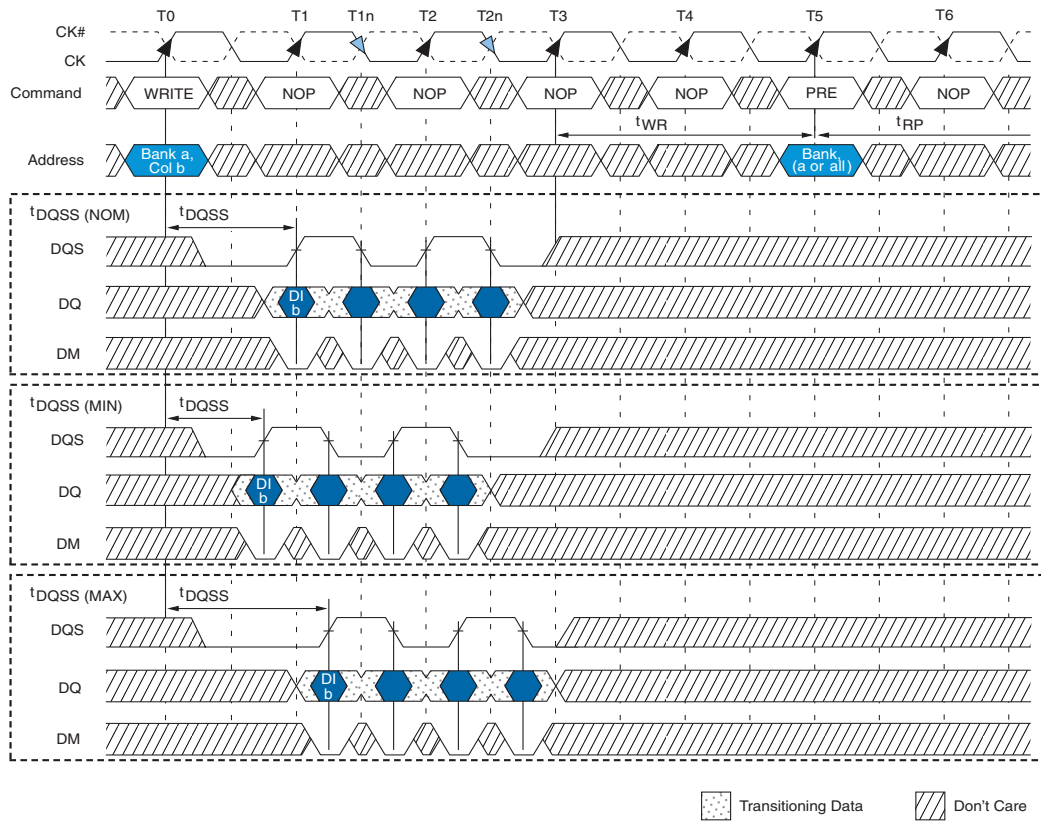 T0 T1 T1n T2 T2n T3 T4 T5 T6
CK#
CK
Command WRITE NOP NOP NOP NOP PRE NOP
tWR tRP
Address Bank a, Col b Bank, (a or all)
tDQSS (NOM) tDQSS
DQS
DQ DI b
DM
tDQSS (MIN) tDQSS
DQS
DQ DI b
DM
tDQSS (MAX) tDQSS
DQS
DQ DI b
DM
Transitioning Data Don't Care